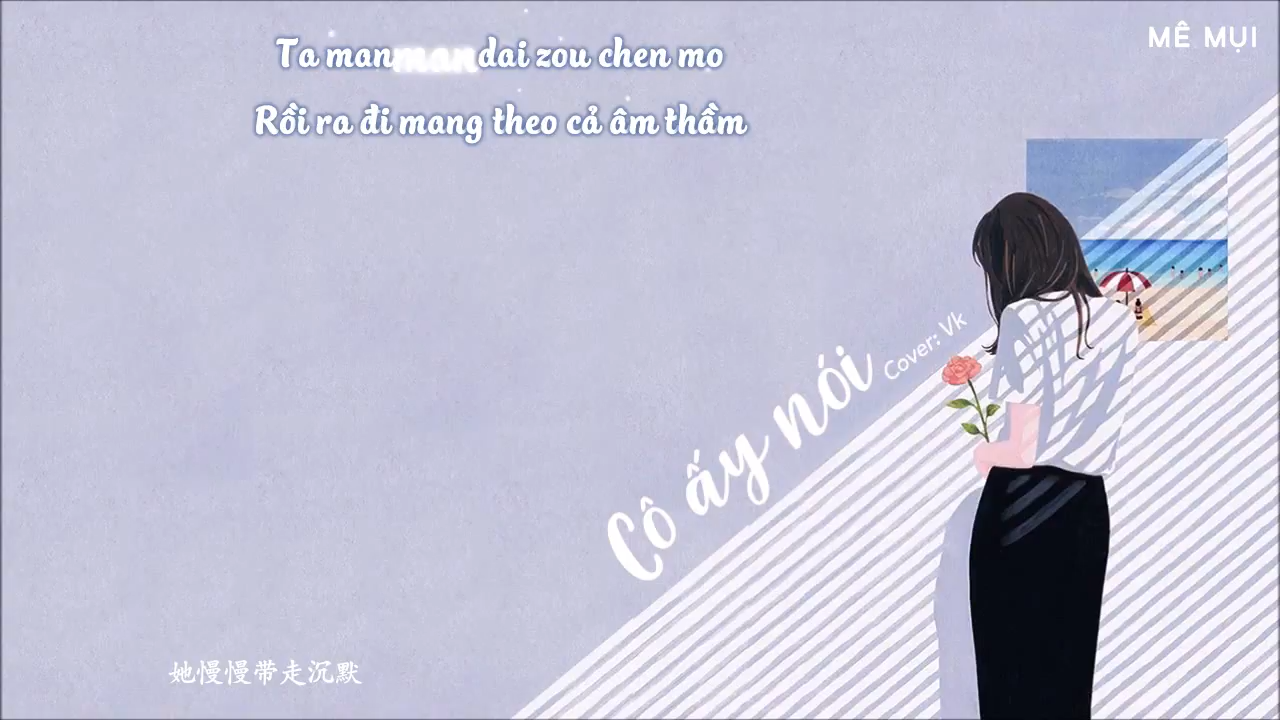 Ta man man dai zou chen mo
Rồi ra đi mang theo cả âm thầm
MÊ MỤI
Cô ấy nói
Cover: Vk
她慢慢带走沉默